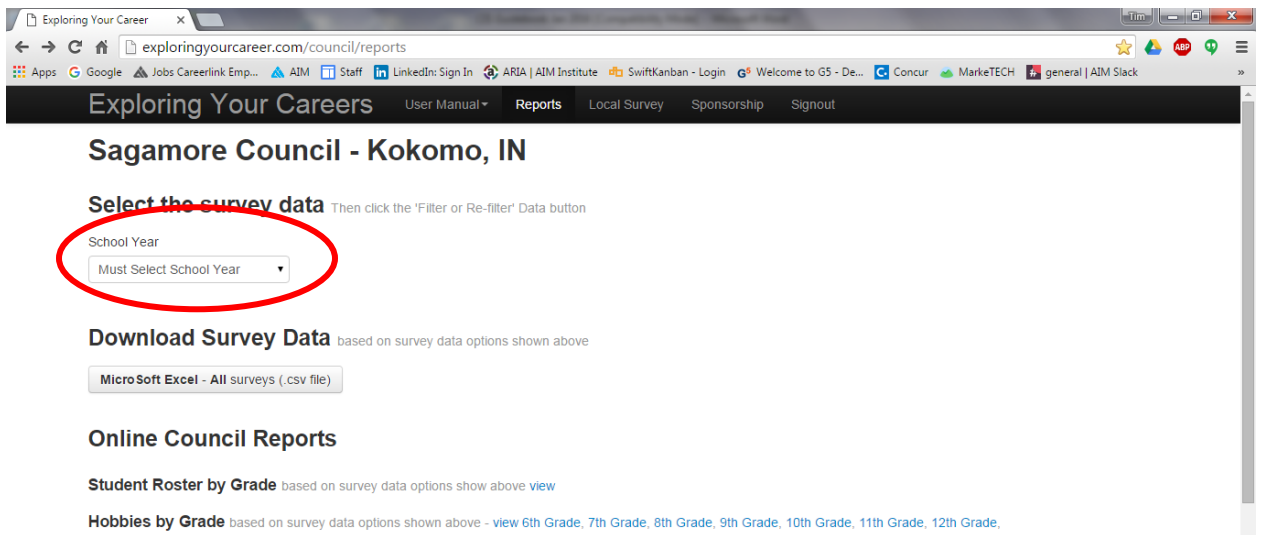 Exploring Your Career
Tim
exploringyourcareer.com/council/reports
ABP
Apps Google Jobs Careerlink Emp... AIM Staff LinkedIn: Sign In ARIA | AIM Institute SwiftKanban - Login Welcome to G5 - De... Concur MarkeTECH general | AIM Slack »
Exploring Your Careers User Manual Reports Local Survey Sponsorship Signout
Sagamore Council - Kokomo, IN
Select the survey data Then click the 'Filter or Re-filter' Data button
School Year
Must Select School Year
Download Survey Data based on survey data options shown above
MicroSoft Excel - All surveys (.csv file)
Online Council Reports
Student Roster by Grade based on survey data options show above view
Hobbies by Grade based on survey data options shown above - view 6th Grade, 7th Grade, 8th Grade, 9th Grade, 10th Grade, 11th Grade, 12th Grade,